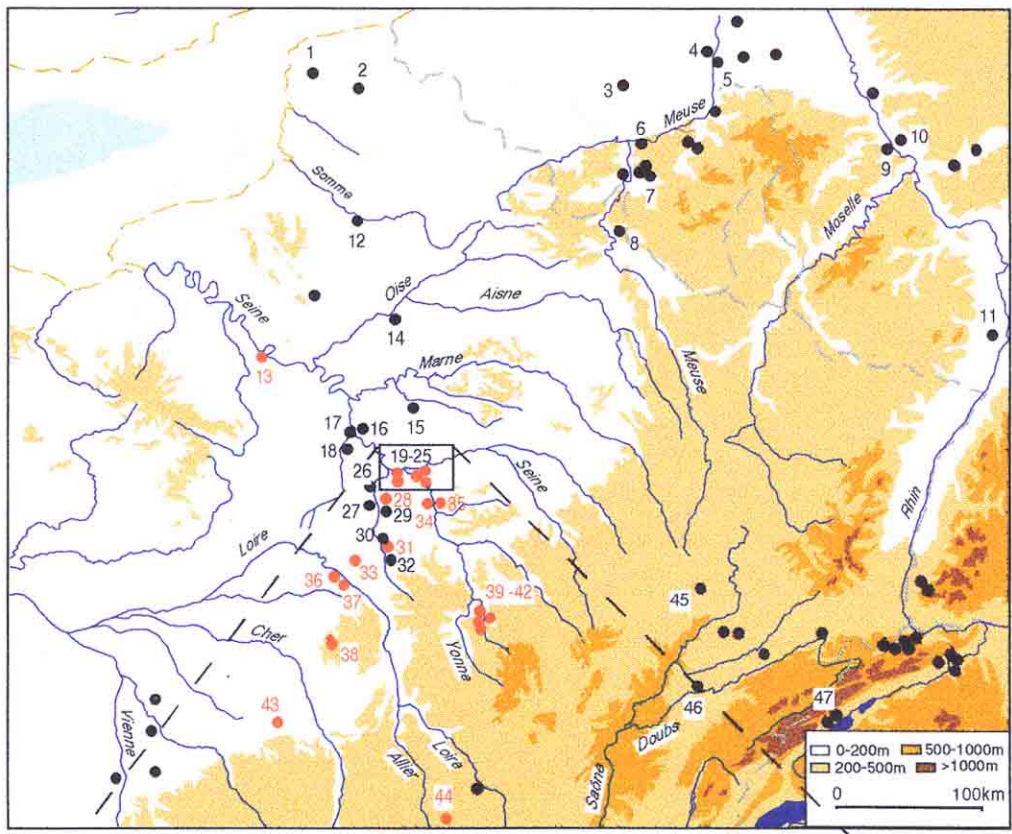 1
2
3
4
5
Meuse
6
7
8
9
10
Somme
12
Moselle
Oise
Aisne
Seine
13
14
11
Marne
Meuse
15
16
17
18
19-25
26
Seine
27
28
29
34
35
Rhin
30
31
32
Loire
33
36
37
39-42
45
Cher
38
Yonne
46
47
43
Vienne
Doubs
Allier
Loire
Saône
44
0-200m 500-1000m
200-500m >1000m
0 100km